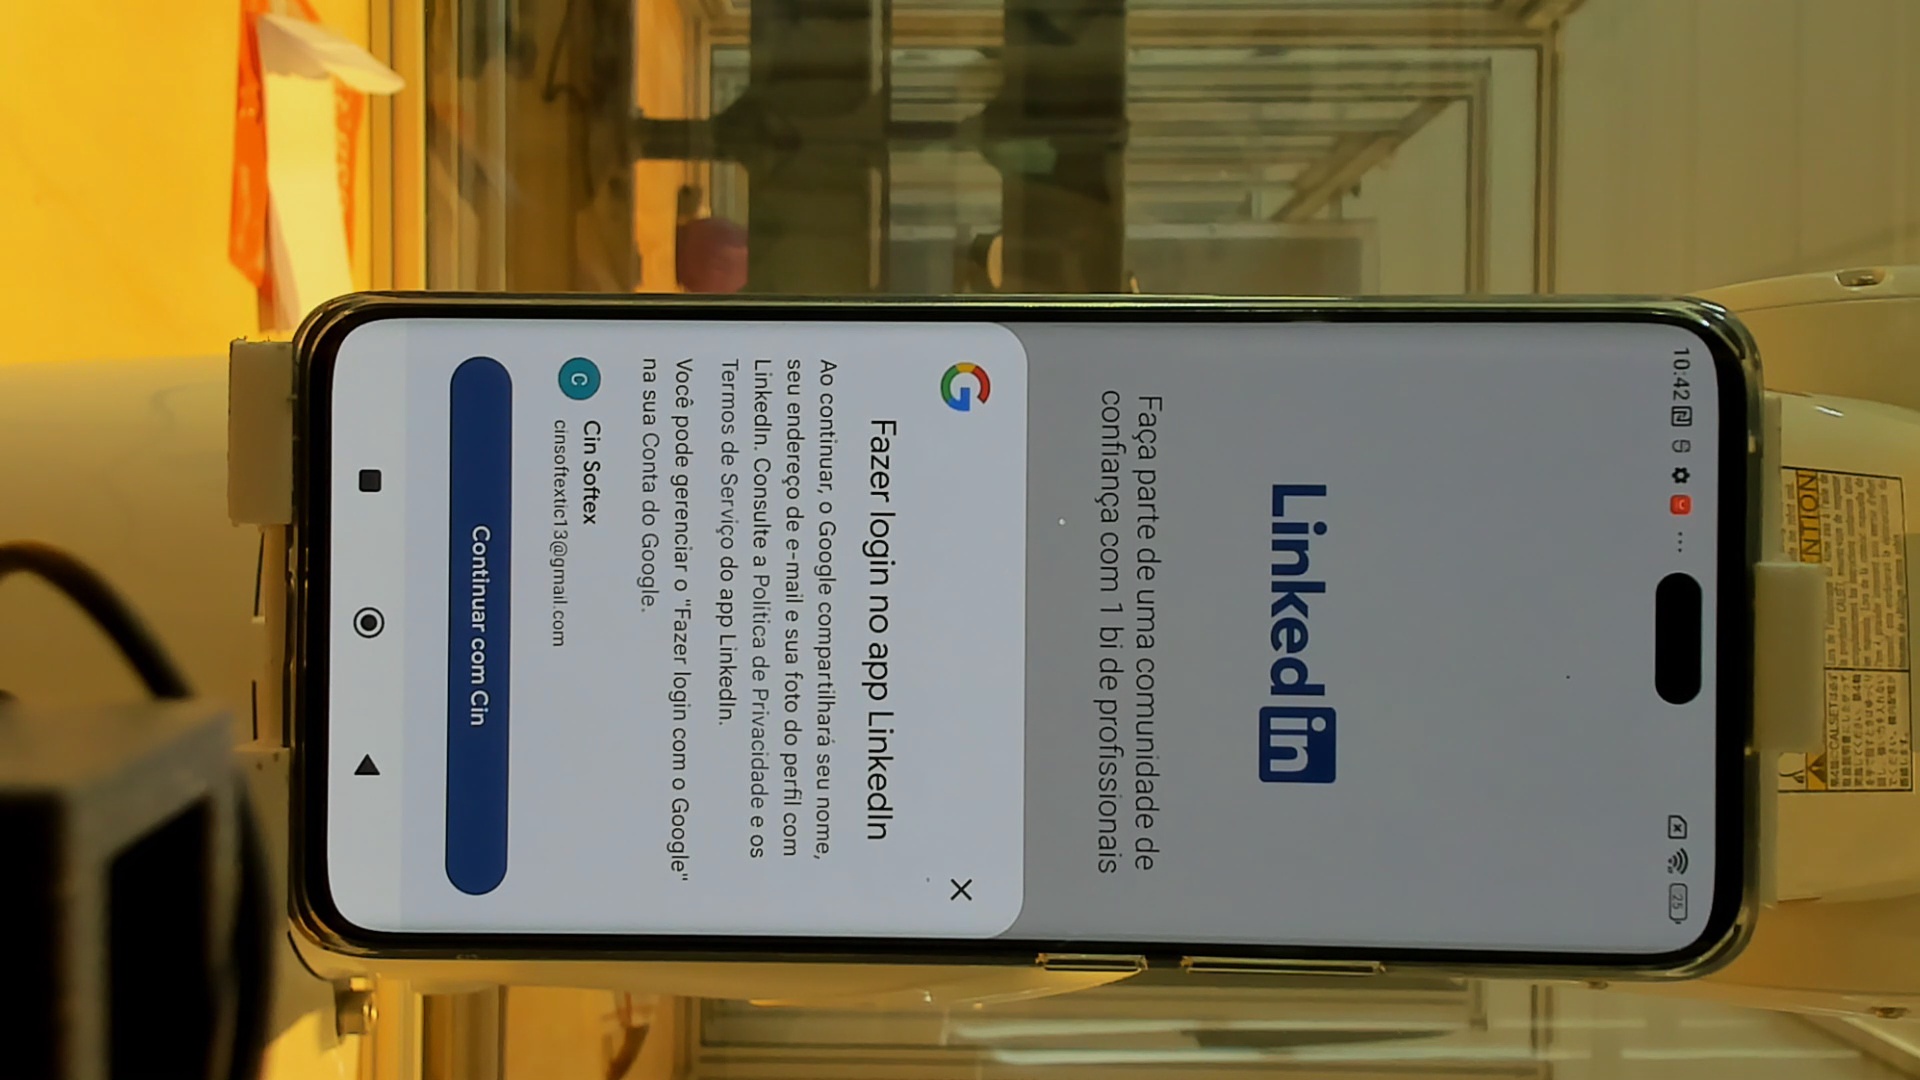 10:42
25
Linked in
Faça parte de uma comunidade de
confiança com 1 bi de profissionais
Fazer login no app LinkedIn
Ao continuar, o Google compartilhará seu nome,
seu endereço de e-mail e sua foto do perfil com
LinkedIn. Consulte a Política de Privacidade e os
Termos de Serviço do app LinkedIn.
Você pode gerenciar o "Fazer login com o Google"
na sua Conta do Google.
C
Cin Softex
cinsoftextic13@gmail.com
Continuar com Cin